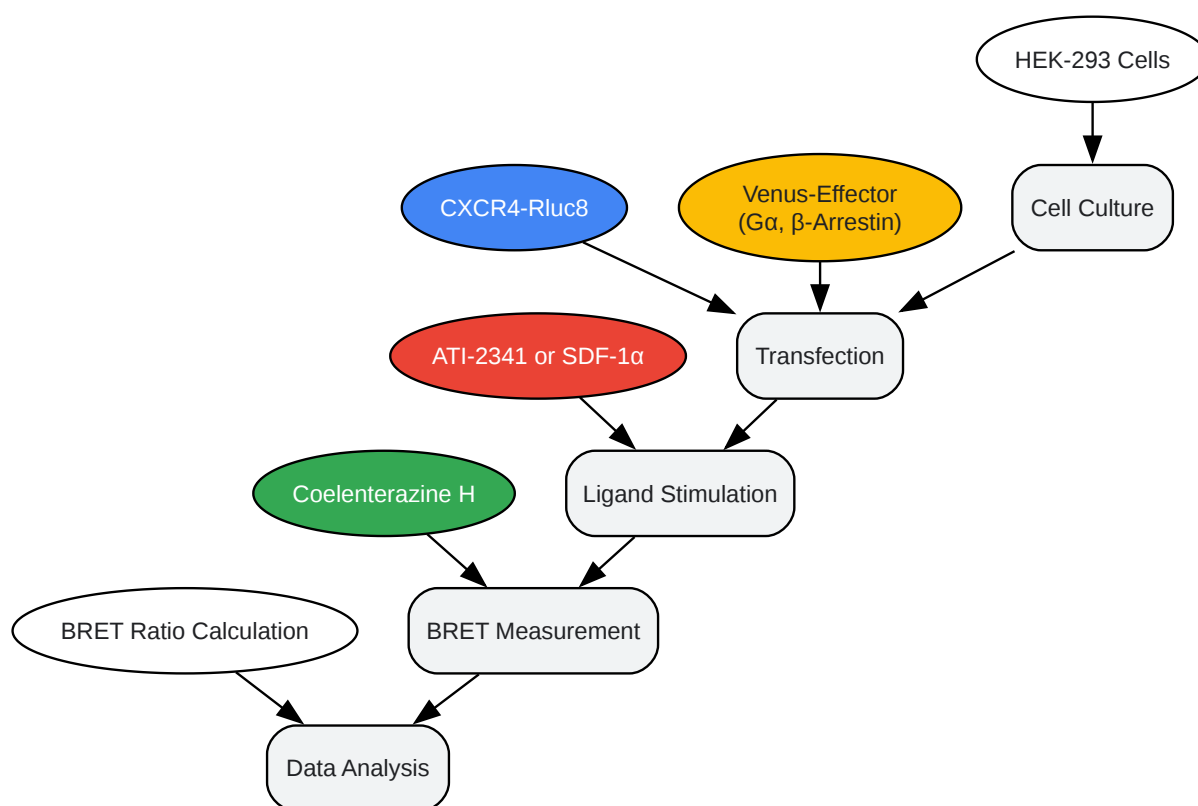 HEK-293 Cells
CXCR4-Rluc8
Venus-Effector
(Gα, β-Arrestin)
Cell Culture
ATI-2341 or SDF-1α
Transfection
Coelenterazine H
Ligand Stimulation
BRET Ratio Calculation
BRET Measurement
Data Analysis